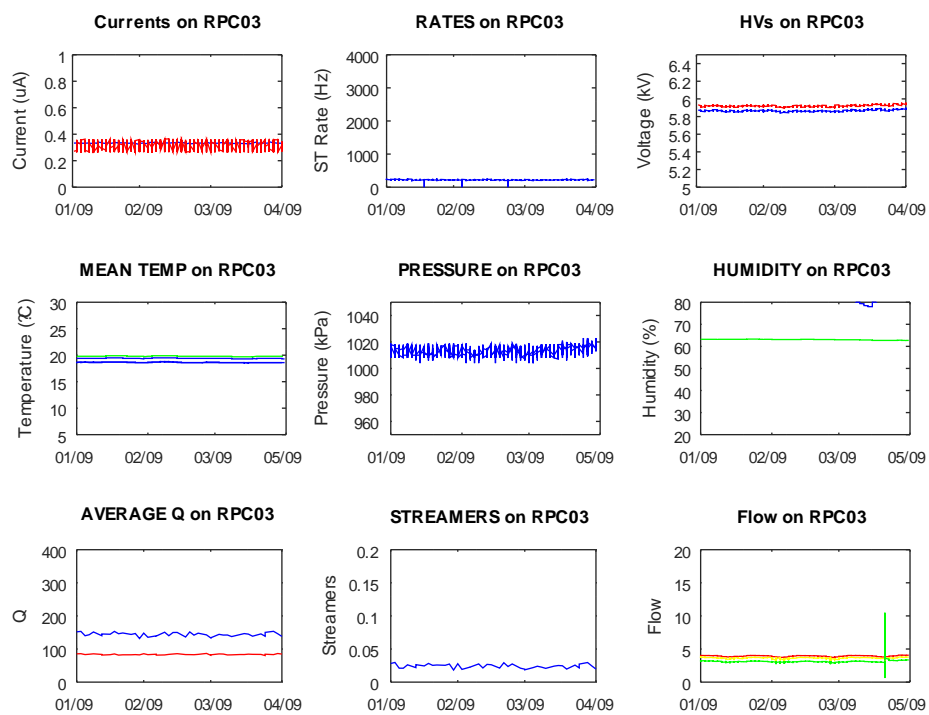 Currents on RPC03
RATES on RPC03
HVs on RPC03
Current (uA)
1
0.8
0.6
0.4
0.2
0
01/09 02/09 03/09 04/09
ST Rate (Hz)
4000
3000
2000
1000
0
01/09 02/09 03/09 04/09
Voltage (kV)
6.4
6.2
6
5.8
5.6
5.4
5.2
5
01/09 02/09 03/09 04/09
MEAN TEMP on RPC03
PRESSURE on RPC03
HUMIDITY on RPC03
Temperature (?C)
30
25
20
15
10
5
01/09 02/09 03/09 05/09
Pressure (kPa)
1040
1020
1000
980
960
01/09 02/09 03/09 05/09
Humidity (%)
80
70
60
50
40
30
20
01/09 02/09 03/09 05/09
AVERAGE Q on RPC03
STREAMERS on RPC03
Flow on RPC03
Q
400
300
200
100
0
01/09 02/09 03/09 04/09
Streamers
0.2
0.15
0.1
0.05
0
01/09 02/09 03/09 04/09
Flow
20
15
10
5
0
01/09 02/09 03/09 05/09